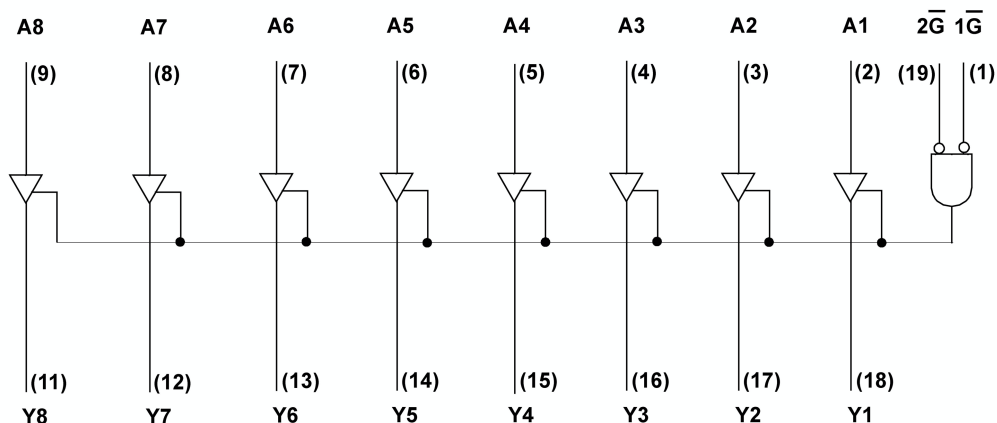 A8 A7 A6 A5 A4 A3 A2 A1 2G̅ 1G̅
(9) (8) (7) (6) (5) (4) (3) (2) (19) (1)
(11) (12) (13) (14) (15) (16) (17) (18)
Y8 Y7 Y6 Y5 Y4 Y3 Y2 Y1